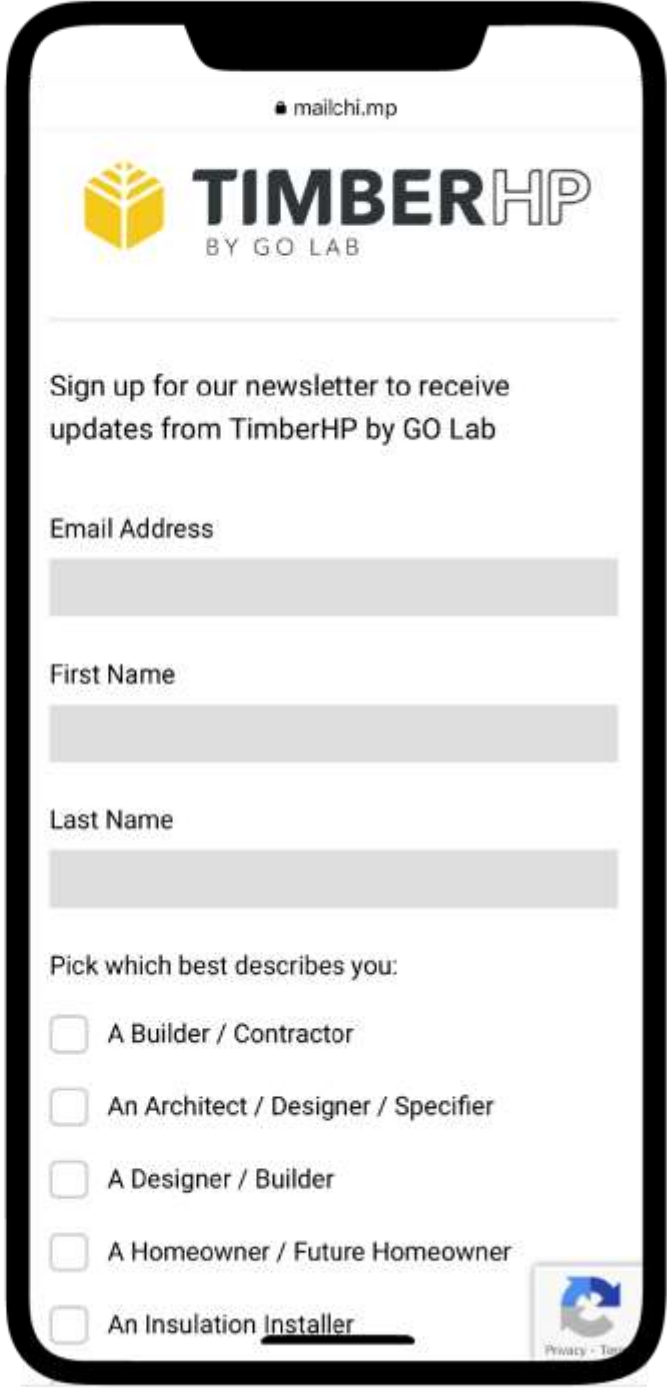 mailchi.mp
TIMBERHP
BY GO LAB
Sign up for our newsletter to receive
updates from TimberHP by GO Lab
Email Address
First Name
Last Name
Pick which best describes you:
A Builder / Contractor
An Architect / Designer / Specifier
A Designer / Builder
A Homeowner / Future Homeowner
An Insulation Installer
Privacy -